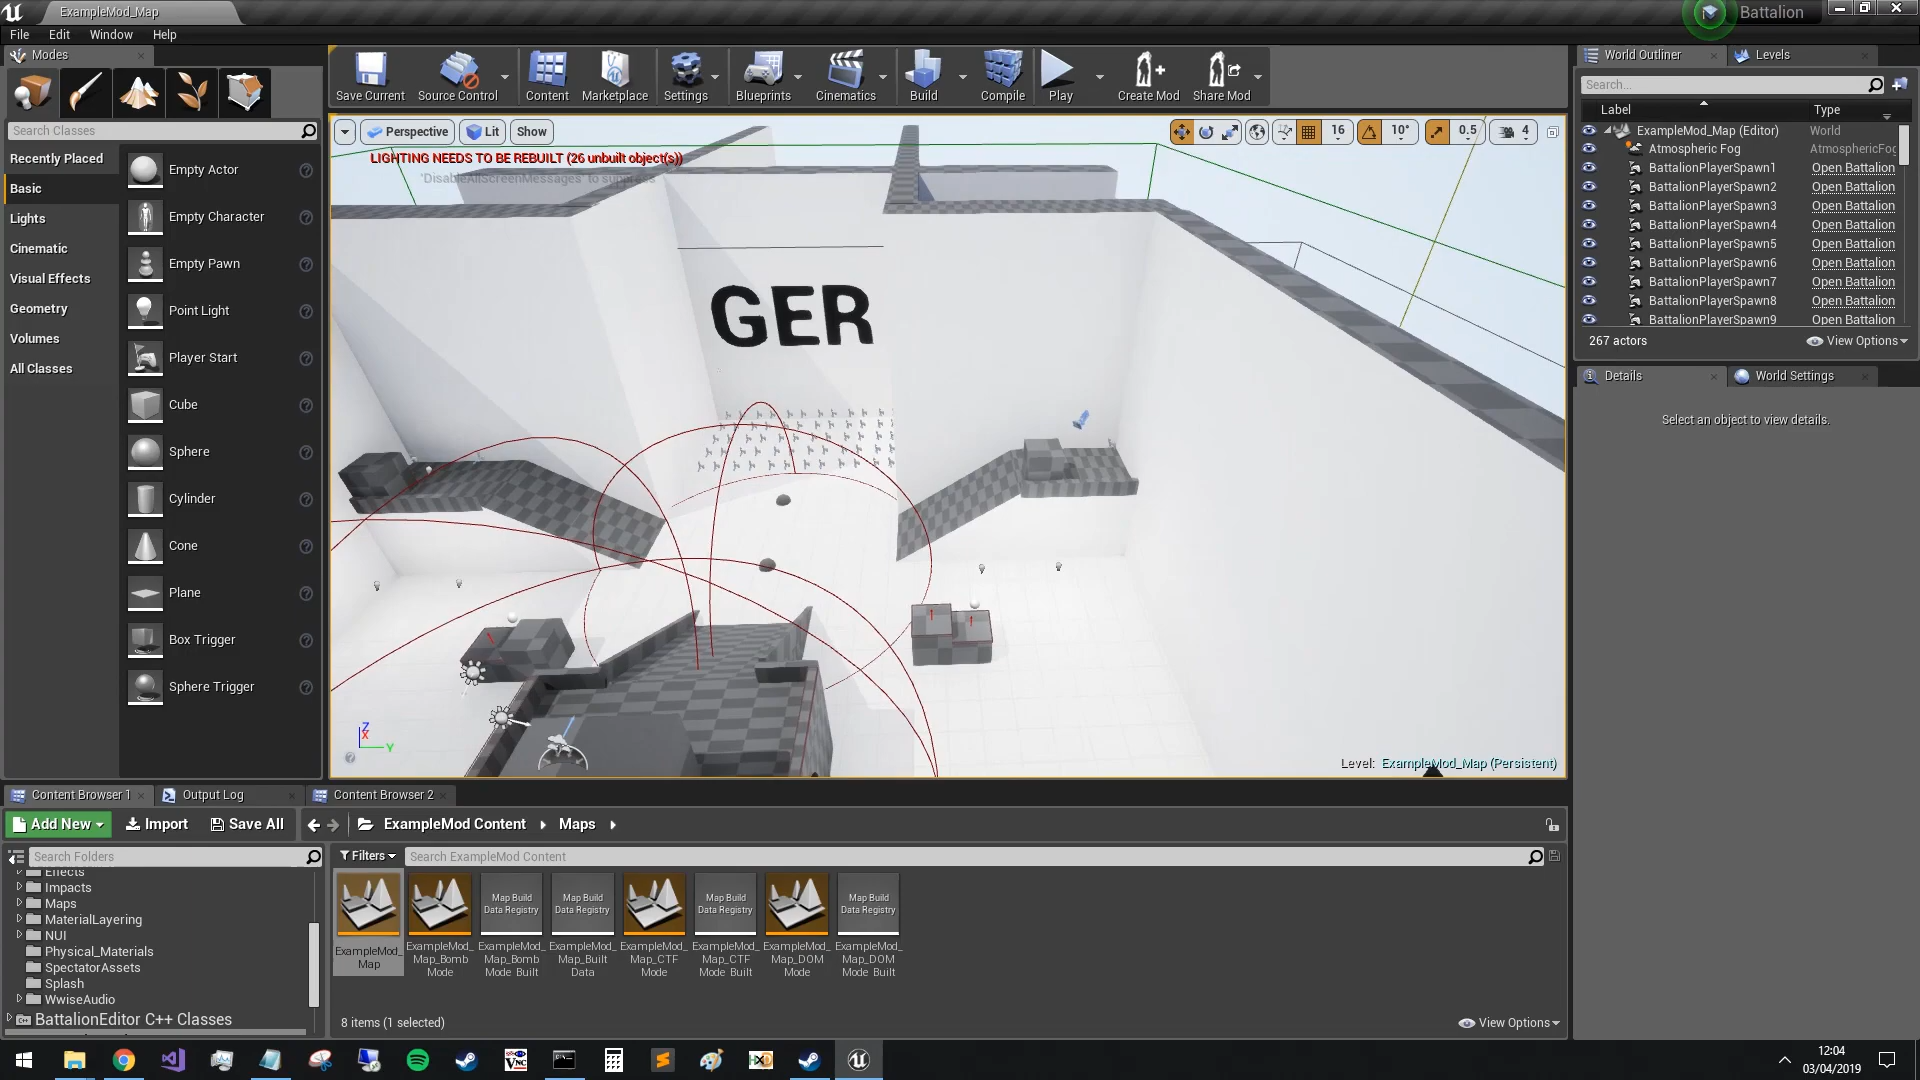 ExampleMod_Map
Battalion
File Edit Window Help
Modes
Save Current
Source Control
Content
Marketplace
Settings
Blueprints
Cinematics
Build
Compile
Play
Create Mod
Share Mod
Search Classes
Recently Placed
Basic
Lights
Cinematic
Visual Effects
Geometry
Volumes
All Classes
Empty Actor
Empty Character
Empty Pawn
Point Light
Player Start
Cube
Sphere
Cylinder
Cone
Plane
Box Trigger
Sphere Trigger
Perspective
Lit
Show
16
10°
0.5
4
LIGHTING NEEDS TO BE REBUILT (26 unbuilt object(s))
'DisableAllScreenMessages' to suppress
GER
Z
X
Y
Level: ExampleMod_Map (Persistent)
World Outliner
Levels
Search...
Label Type
ExampleMod_Map (Editor) World
Atmospheric Fog AtmosphericFog
BattalionPlayerSpawn1 Open Battalion
BattalionPlayerSpawn2 Open Battalion
BattalionPlayerSpawn3 Open Battalion
BattalionPlayerSpawn4 Open Battalion
BattalionPlayerSpawn5 Open Battalion
BattalionPlayerSpawn6 Open Battalion
BattalionPlayerSpawn7 Open Battalion
BattalionPlayerSpawn8 Open Battalion
BattalionPlayerSpawn9 Open Battalion
267 actors
View Options
Details
World Settings
Select an object to view details.
Content Browser 1
Output Log
Content Browser 2
Add New
Import
Save All
ExampleMod Content
Maps
Search Folders
Effects
Impacts
Maps
MaterialLayering
NUI
Physical_Materials
SpectatorAssets
Splash
WwiseAudio
BattalionEditor C++ Classes
Filters
Search ExampleMod Content
Map Build
Data Registry
Map Build
Data Registry
Map Build
Data Registry
Map Build
Data Registry
ExampleMod_
Map
ExampleMod_
Map_Bomb
Mode
ExampleMod_
Map_Bomb
Mode_Built
ExampleMod_
Map_Built
Data
ExampleMod_
Map_CTF
Mode
ExampleMod_
Map_CTF
Mode_Built
ExampleMod_
Map_DOM
Mode
ExampleMod_
Map_DOM
Mode_Built
8 items (1 selected)
View Options
12:04
03/04/2019